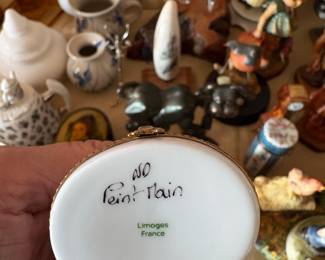 NO
Peint Main
Limoges
France